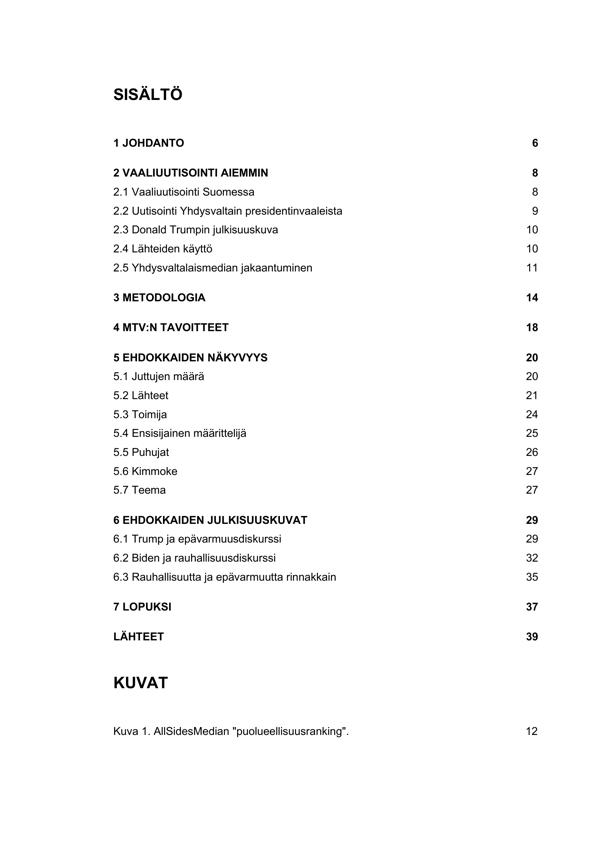 SISÄLTÖ
1 JOHDANTO 6
2 VAALIUUTISOINTI AIEMMIN 8
2.1 Vaaliuutisointi Suomessa 8
2.2 Uutisointi Yhdysvaltain presidentinvaaleista 9
2.3 Donald Trumpin julkisuuskuva 10
2.4 Lähteiden käyttö 10
2.5 Yhdysvaltalaismedian jakaantuminen 11
3 METODOLOGIA 14
4 MTV:N TAVOITTEET 18
5 EHDOKKAIDEN NÄKYVYYS 20
5.1 Juttujen määrä 20
5.2 Lähteet 21
5.3 Toimija 24
5.4 Ensisijainen määrittelijä 25
5.5 Puhujat 26
5.6 Kimmoke 27
5.7 Teema 27
6 EHDOKKAIDEN JULKISUUSKUVAT 29
6.1 Trump ja epävarmuusdiskurssi 29
6.2 Biden ja rauhallisuusdiskurssi 32
6.3 Rauhallisuutta ja epävarmuutta rinnakkain 35
7 LOPUKSI 37
LÄHTEET 39
KUVAT
Kuva 1. AllSidesMedian "puolueellisuusranking". 12